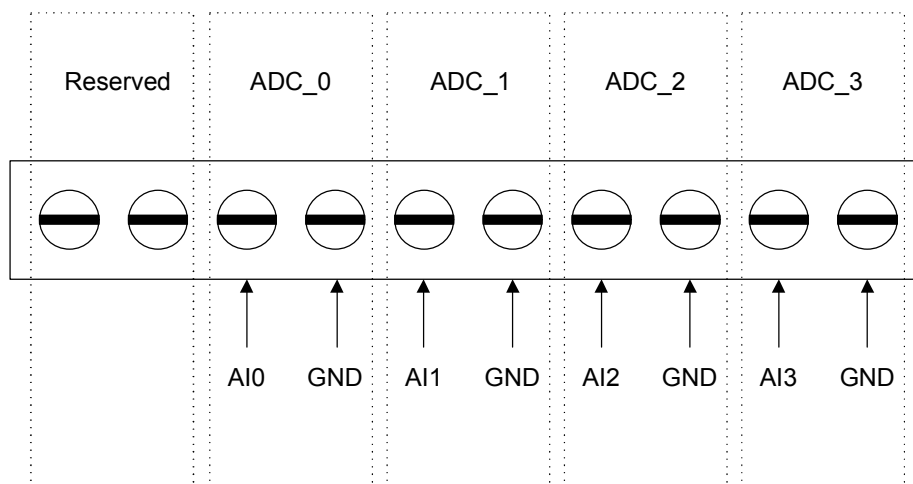 Reserved ADC_0 ADC_1 ADC_2 ADC_3
AI0 GND AI1 GND AI2 GND AI3 GND